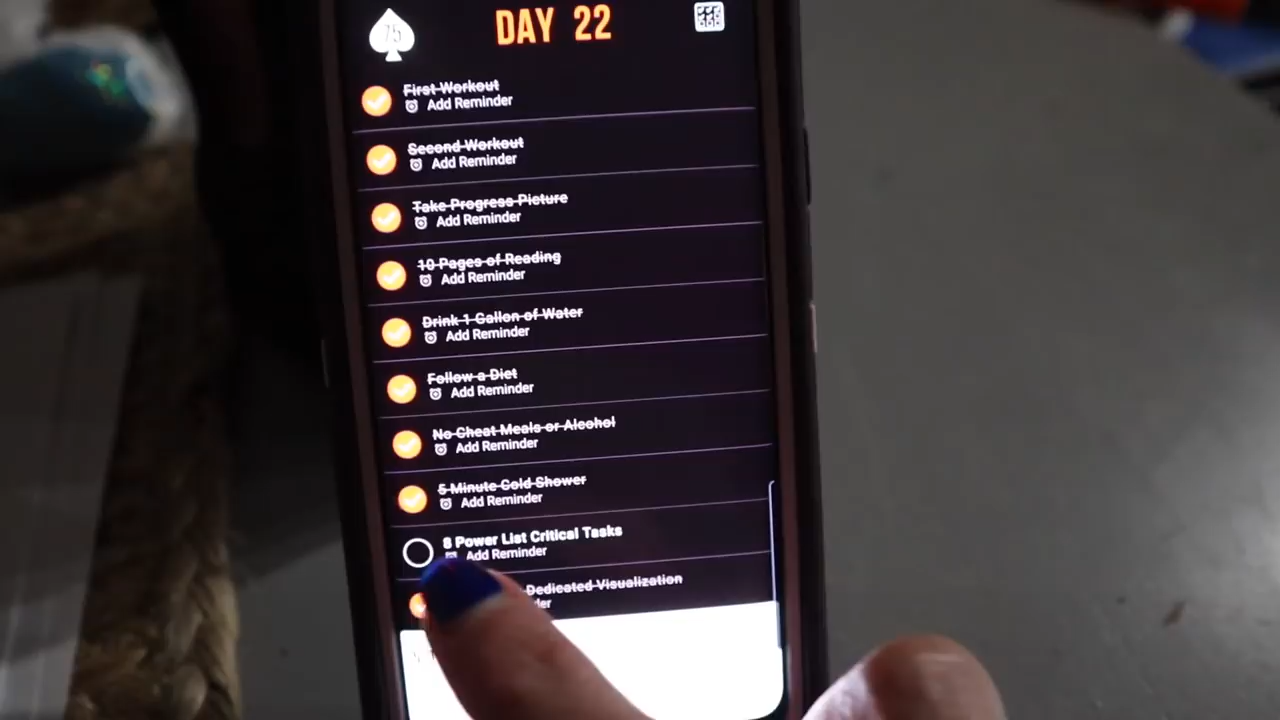 75
DAY 22
First Workout
Add Reminder
Second Workout
Add Reminder
Take Progress Picture
Add Reminder
10 Pages of Reading
Add Reminder
Drink 1 Gallon of Water
Add Reminder
Follow a Diet
Add Reminder
No Cheat Meals or Alcohol
Add Reminder
5 Minute Cold Shower
Add Reminder
8 Power List Critical Tasks
Add Reminder
Dedicated Visualization